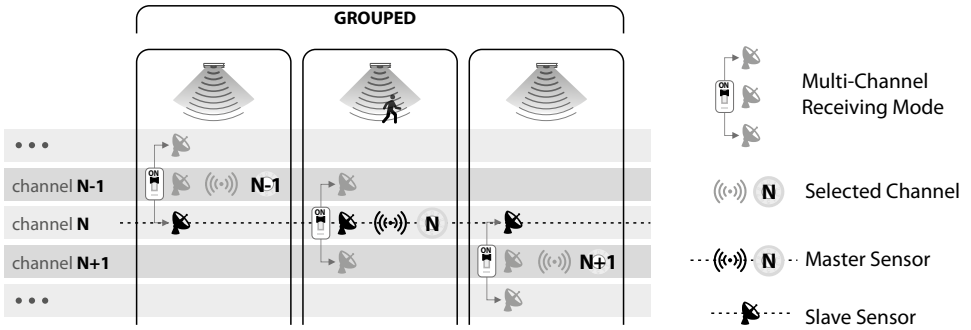 GROUPED
• • •
channel N-1
ON
N-1
channel N
ON
N
channel N+1
ON
N+1
• • •
ON
Multi-Channel
Receiving Mode
N
Selected Channel
N
Master Sensor
Slave Sensor